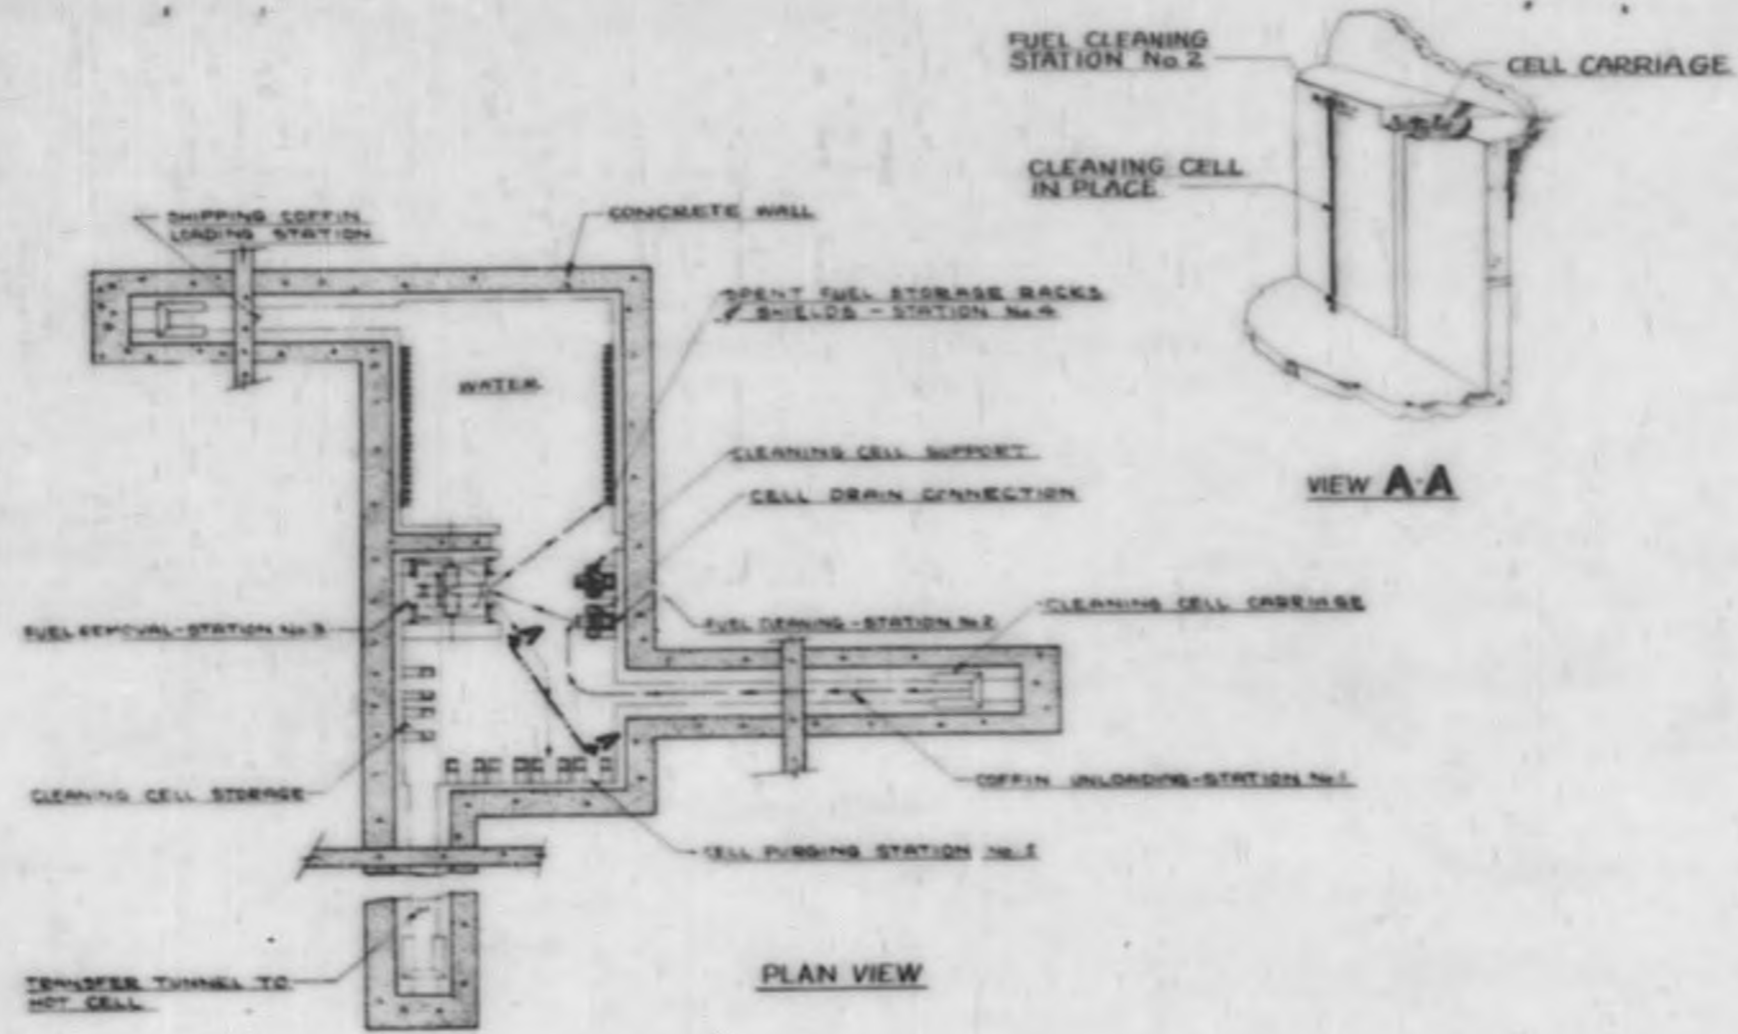 FUEL CLEANING
STATION No. 2
CELL CARRIAGE
CLEANING CELL
IN PLACE
VIEW A-A
SHIPPING COFFIN
LOADING STATION
CONCRETE WALL
SPENT FUEL STORAGE RACKS
SHIELDS - STATION No. 4
WATER
CLEANING CELL SUPPORT
CELL DRAIN CONNECTION
CLEANING CELL CARRIAGE
FUEL CLEANING - STATION No. 2
FUEL REMOVAL - STATION No. 3
A
A
COFFIN UNLOADING - STATION No. 1
CLEANING CELL STORAGE
CELL PURGING STATION
TRANSFER TUNNEL TO
HOT CELL
PLAN VIEW